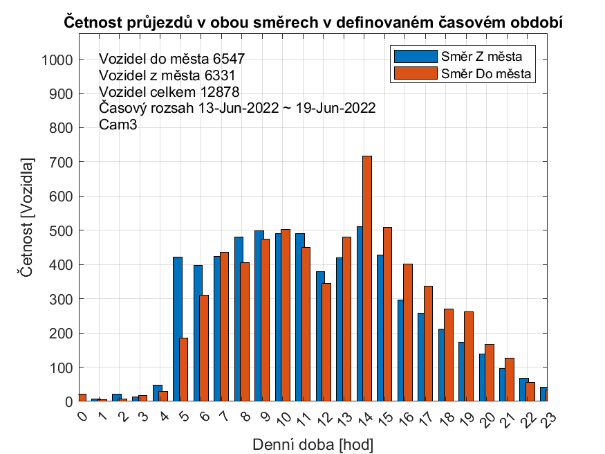 Četnost průjezdů v obou směrech v definovaném časovém období
Vozidel do města 6547
Vozidel z města 6331
Vozidel celkem 12878
Časový rozsah 13-Jun-2022 ~ 19-Jun-2022
Cam3
Směr Z města
Směr Do města
Četnost [Vozidla]
1000
900
800
700
600
500
400
300
200
100
0
0 1 2 3 4 5 6 7 8 9 10 11 12 13 14 15 16 17 18 19 20 21 22 23
Denní doba [hod]